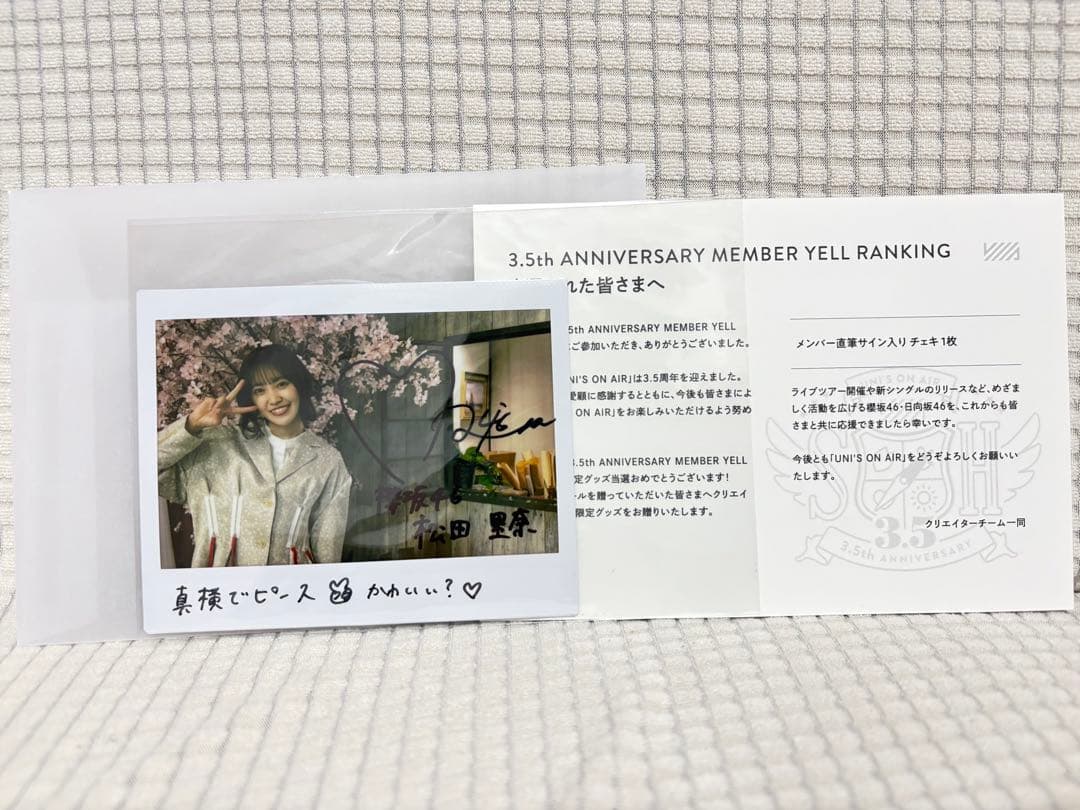 櫻坂46
松田 里奈
真横でピース かわいい?♡
3.5th ANNIVERSARY MEMBER YELL RANKING
れた皆さまへ
5th ANNIVERSARY MEMBER YELL
ご参加いただき、ありがとうございました。
NI'S ON AIR」は3.5周年を迎えました。
愛顧に感謝するとともに、今後も皆さまによ
ON AIR」をお楽しみいただけるよう努め
3.5th ANNIVERSARY MEMBER YELL
定グッズ当選おめでとうございます!
ールを贈っていただいた皆さまへクリエイ
限定グッズをお贈りいたします。
メンバー直筆サイン入り チェキ 1枚
ライブツアー開催や新シングルのリリースなど、めざま
しく活動を広げる櫻坂46・日向坂46を、これからも皆
さまと共に応援できましたら幸いです。
今後とも「UNI'S ON AIR」をどうぞよろしくお願いい
たします。
クリエイターチーム一同
UNI'S ON AIR
S H
3.5
3.5th ANNIVERSARY